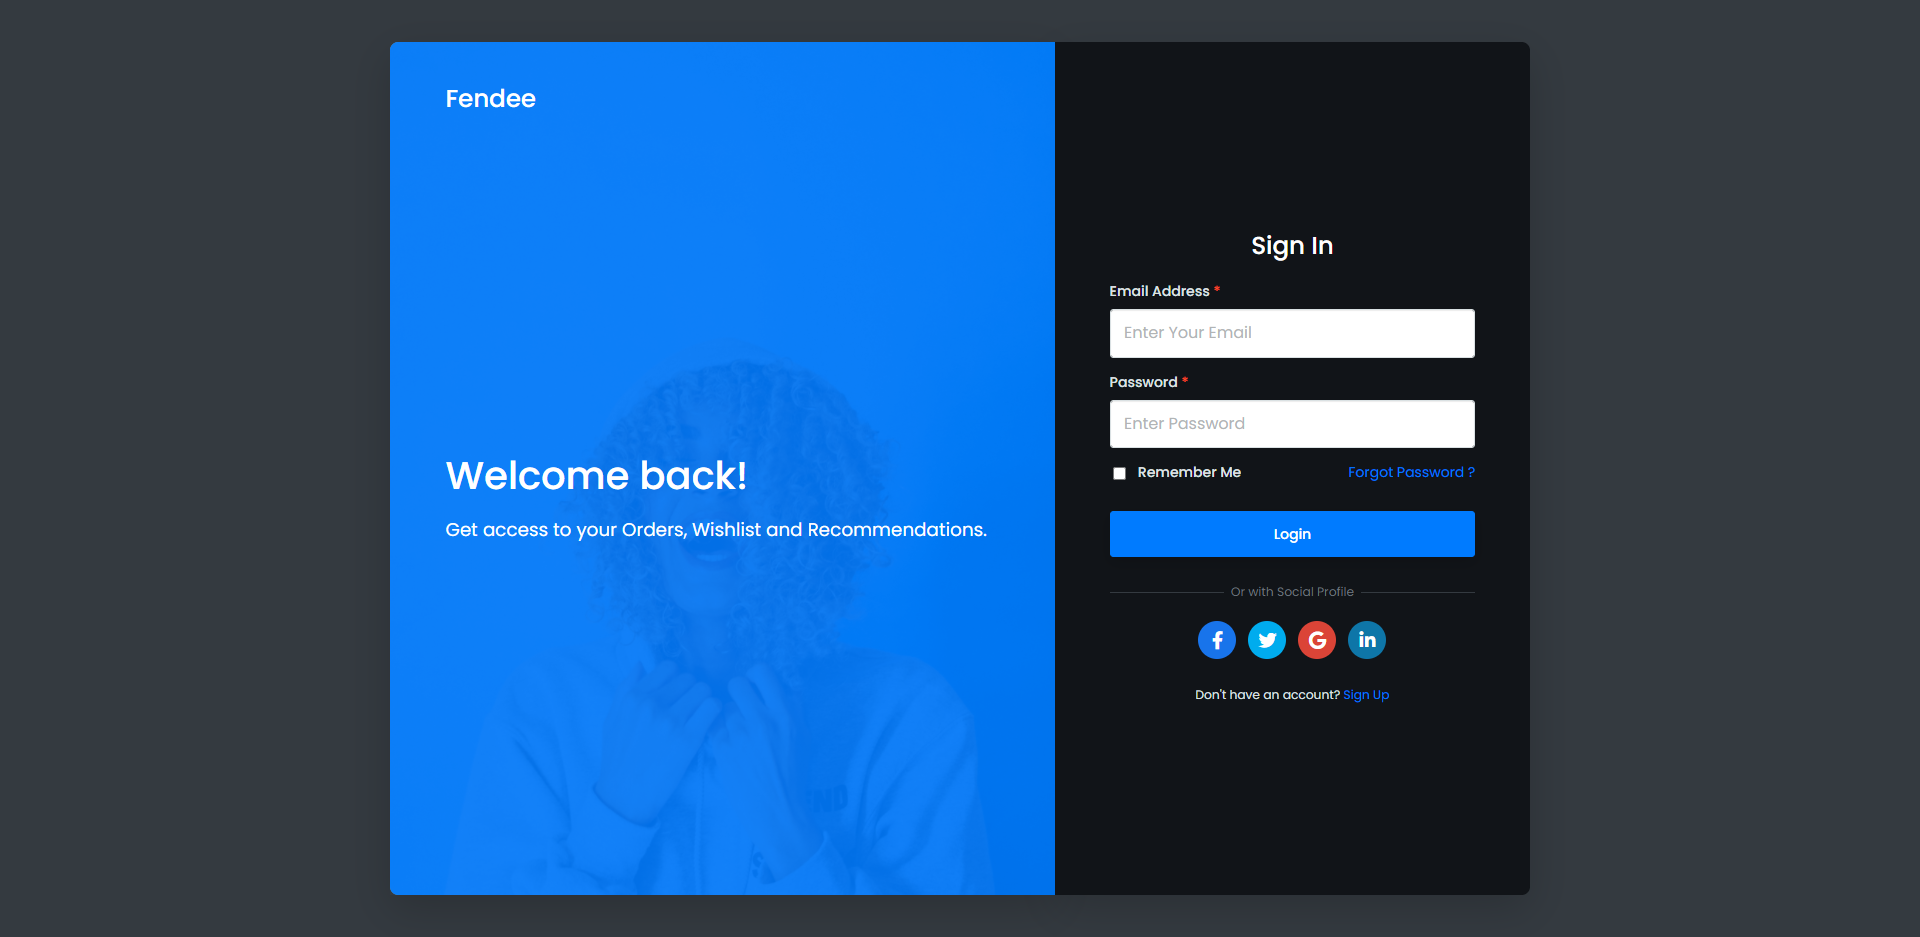 Fendee
Welcome back!
Get access to your Orders, Wishlist and Recommendations.
Sign In
Email Address *
Enter Your Email
Password *
Enter Password
Remember Me
Forgot Password ?
Login
Or with Social Profile
Don't have an account? Sign Up